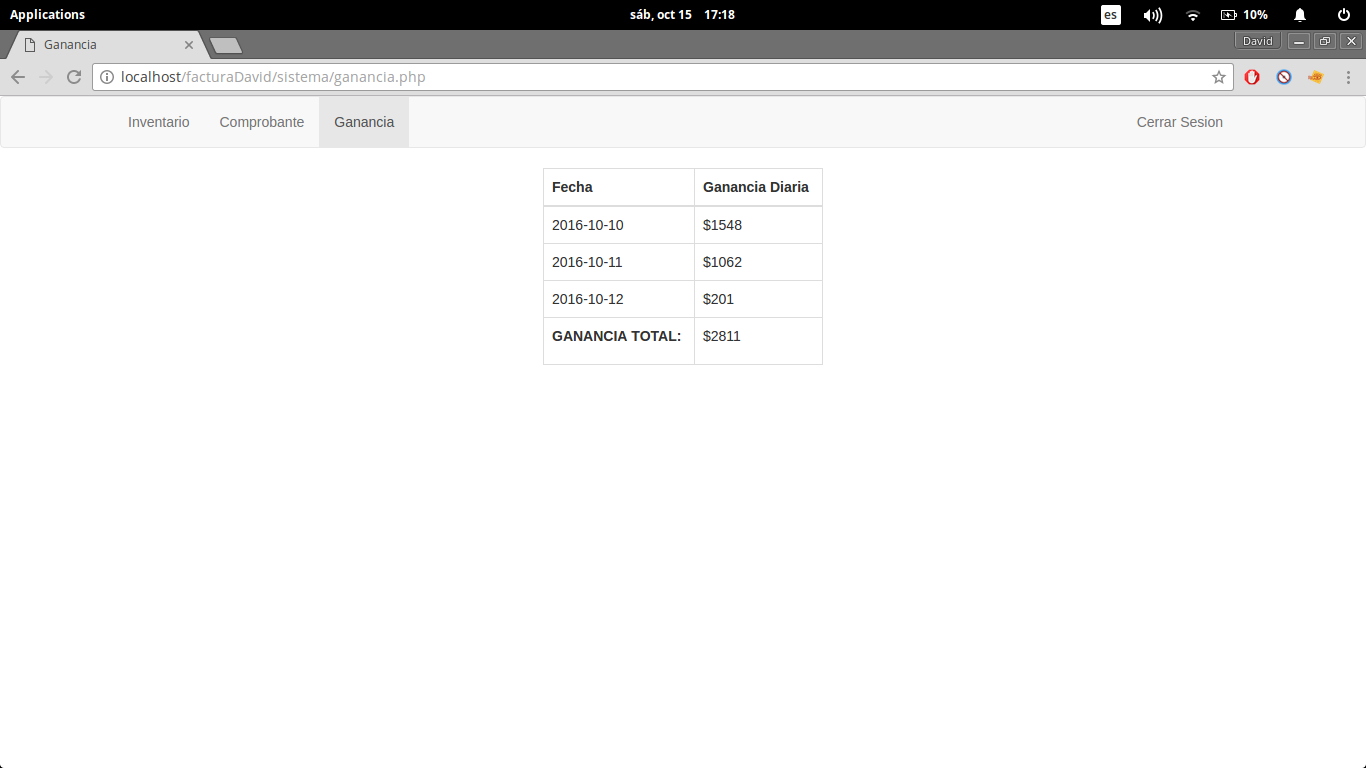 Applications sáb, oct 15 17:18 es 10%
Ganancia David
localhost/facturaDavid/sistema/ganancia.php
Inventario Comprobante Ganancia Cerrar Sesion
Fecha Ganancia Diaria
2016-10-10 $1548
2016-10-11 $1062
2016-10-12 $201
GANANCIA TOTAL: $2811